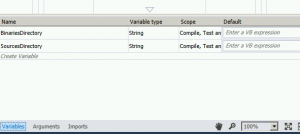 Name Variable type Scope Default
BinariesDirectory String Compile, Test an Enter a VB expression
SourcesDirectory String Compile, Test an Enter a VB expression
Create Variable
Variables Arguments Imports 100%